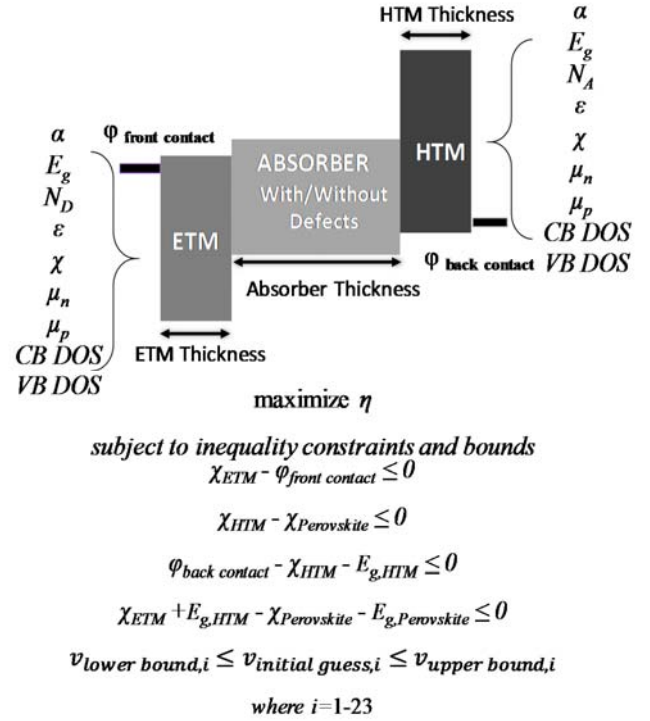 HTM Thickness
α
E_g
N_A
ε
χ
μ_n
μ_p
CB DOS
VB DOS
φ front contact
α
E_g
N_D
ε
χ
μ_n
μ_p
CB DOS
VB DOS
ETM
ABSORBER
With/Without
Defects
HTM
φ back contact
Absorber Thickness
ETM Thickness
maximize η
subject to inequality constraints and bounds
χ_ETM - φ_front contact ≤ 0
χ_HTM - χ_Perovskite ≤ 0
φ_back contact - χ_HTM - E_g,HTM ≤ 0
χ_ETM + E_g,HTM - χ_Perovskite - E_g,Perovskite ≤ 0
v_lower bound,i ≤ v_initial guess,i ≤ v_upper bound,i
where i=1-23